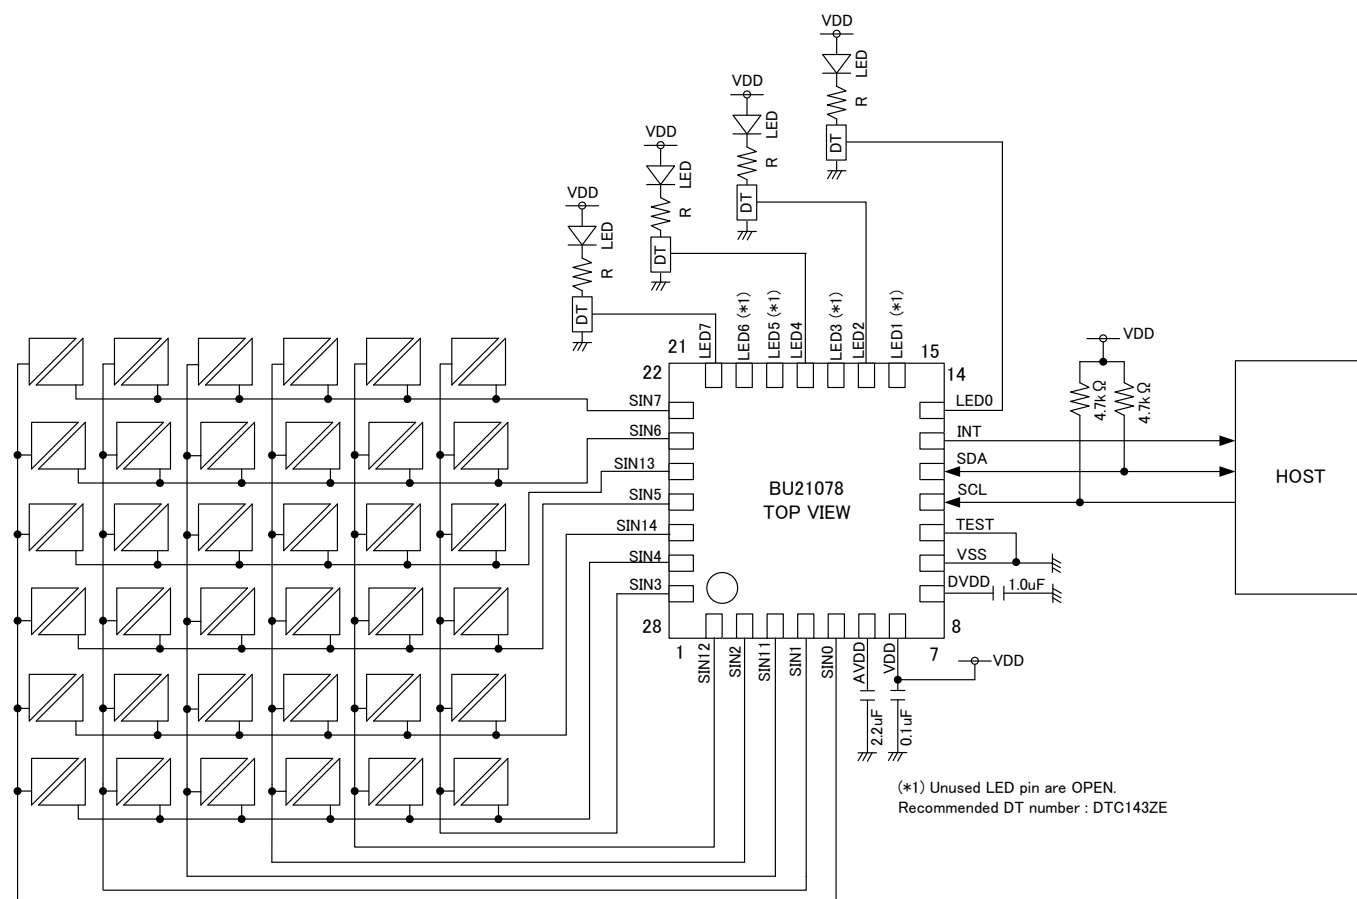 VDD
LED
R
DT
VDD
LED
R
DT
VDD
LED
R
DT
VDD
LED
R
DT
LED7
LED6 (*1)
LED5 (*1)
LED4
LED3 (*1)
LED2
LED1 (*1)
21
15
22
14
SIN7
SIN6
SIN13
SIN5
SIN14
SIN4
SIN3
BU21078
TOP VIEW
LED0
INT
SDA
SCL
TEST
VSS
DVDD
1.0uF
VDD
4.7kΩ
4.7kΩ
HOST
28
8
1
7
SIN12
SIN2
SIN11
SIN1
SIN0
AVDD
VDD
VDD
2.2uF
0.1uF
(*1) Unused LED pin are OPEN.
Recommended DT number : DTC143ZE